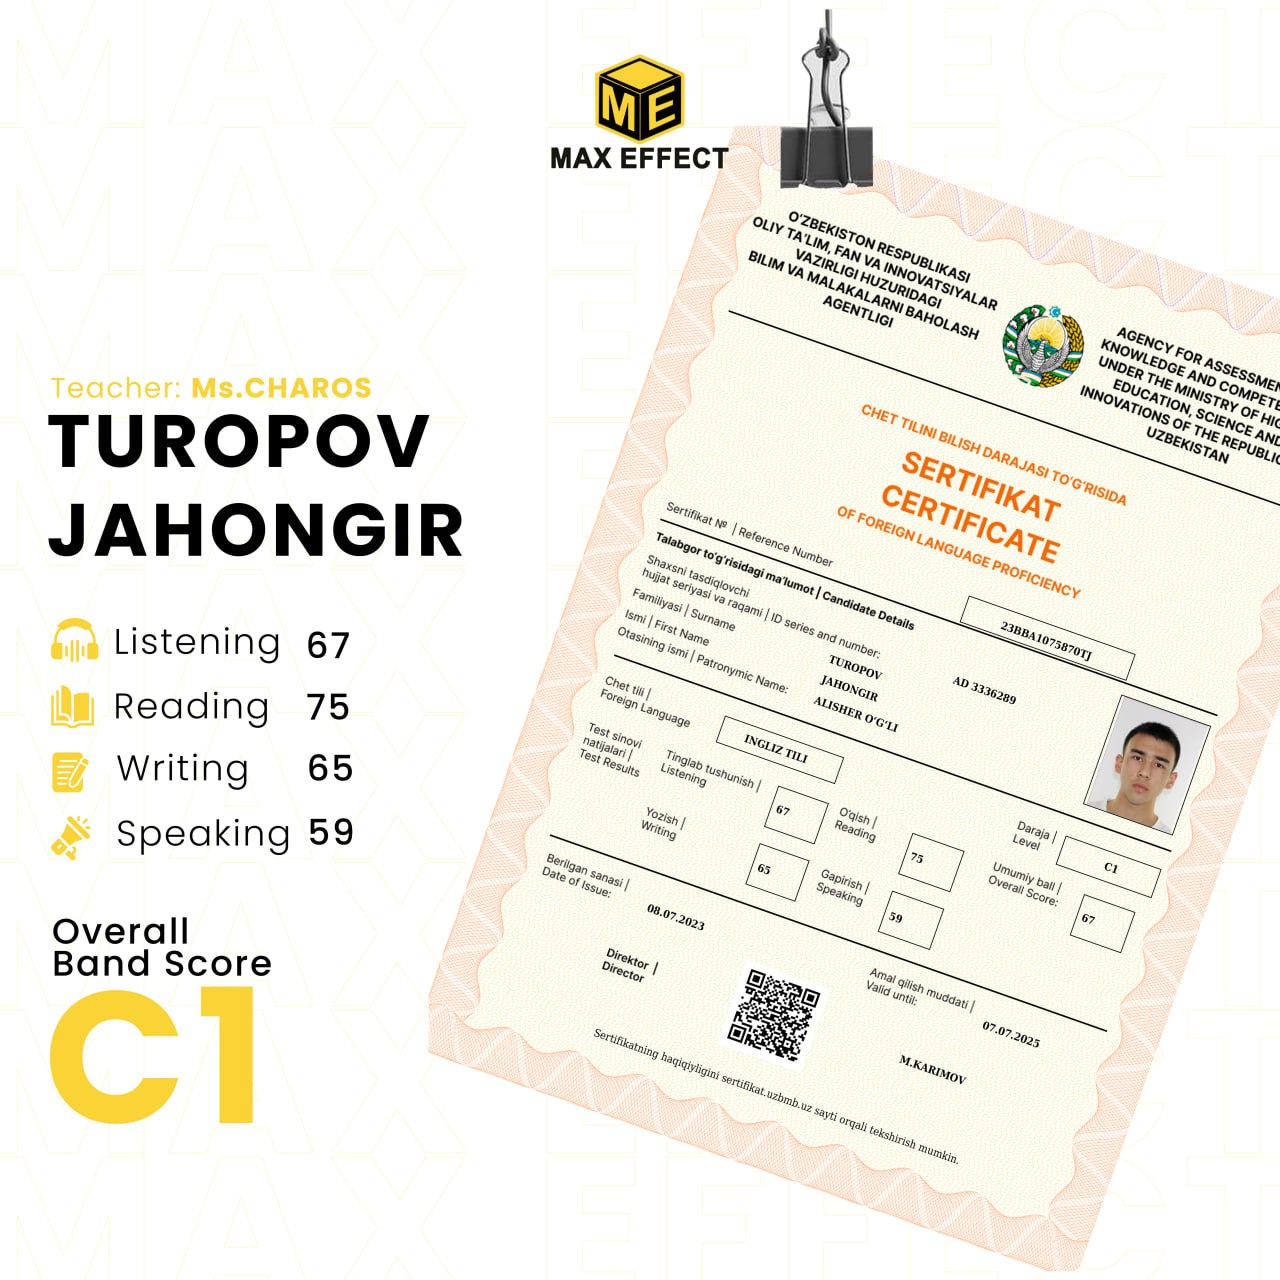 ME
MAX EFFECT
Teacher: Ms.CHAROS
TUROPOV
JAHONGIR
Listening 67
Reading 75
Writing 65
Speaking 59
Overall
Band Score
C1
O‘ZBEKISTON RESPUBLIKASI
OLIY TA’LIM, FAN VA INNOVATSIYALAR
VAZIRLIGI HUZURIDAGI
BILIM VA MALAKALARNI BAHOLASH
AGENTLIGI
AGENCY FOR ASSESSMEN
KNOWLEDGE AND COMPETE
UNDER THE MINISTRY OF HIG
EDUCATION, SCIENCE AND
INNOVATIONS OF THE REPUBLIC
UZBEKISTAN
CHET TILINI BILISH DARAJASI TO‘G‘RISIDA
SERTIFIKAT
CERTIFICATE
OF FOREIGN LANGUAGE PROFICIENCY
Sertifikat № | Reference Number
23BBA1075870TJ
Talabgor to‘g‘risidagi ma’lumot | Candidate Details
Shaxsni tasdiqlovchi
hujjat seriyasi va raqami | ID series and number:
AD 3336289
Familiyasi | Surname
TUROPOV
Ismi | First Name
JAHONGIR
Otasining ismi | Patronymic Name:
ALISHER O‘G‘LI
Chet tili |
Foreign Language
INGLIZ TILI
Test sinovi
natijalari |
Test Results
Tinglab tushunish |
Listening
67
O‘qish |
Reading
75
Daraja |
Level
C1
Yozish |
Writing
65
Gapirish |
Speaking
59
Umumiy ball |
Overall Score:
67
Berilgan sanasi |
Date of Issue:
08.07.2023
Amal qilish muddati |
Valid until:
07.07.2025
Direktor |
Director
M.KARIMOV
Sertifikatning haqiqiyligini sertifikat.uzbmb.uz sayti orqali tekshirish mumkin.